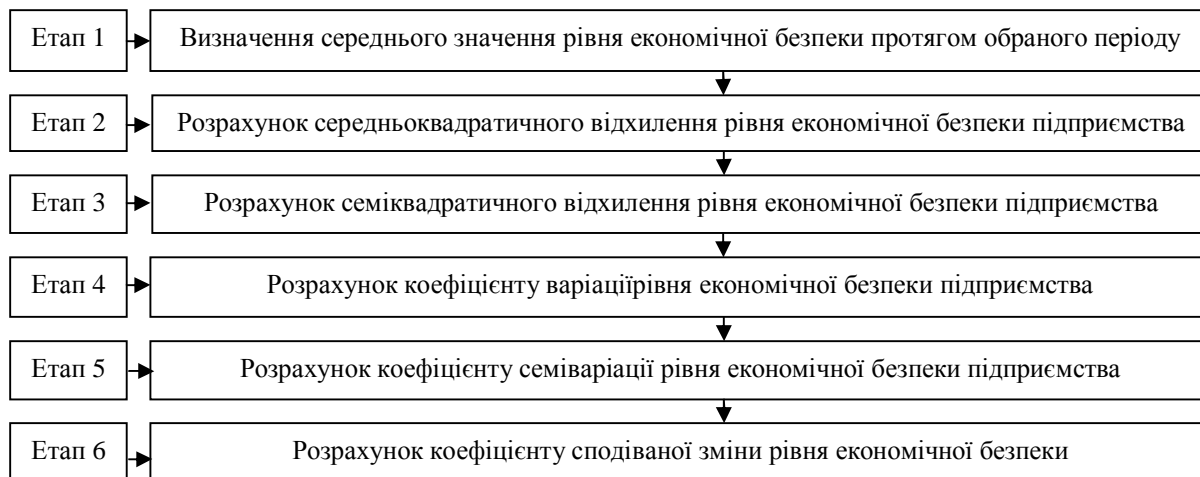 Етап 1 Визначення середнього значення рівня економічної безпеки протягом обраного періоду
Етап 2 Розрахунок середньоквадратичного відхилення рівня економічної безпеки підприємства
Етап 3 Розрахунок семіквадратичного відхилення рівня економічної безпеки підприємства
Етап 4 Розрахунок коефіцієнту варіаціїрівня економічної безпеки підприємства
Етап 5 Розрахунок коефіцієнту семіваріації рівня економічної безпеки підприємства
Етап 6 Розрахунок коефіцієнту сподіваної зміни рівня економічної безпеки